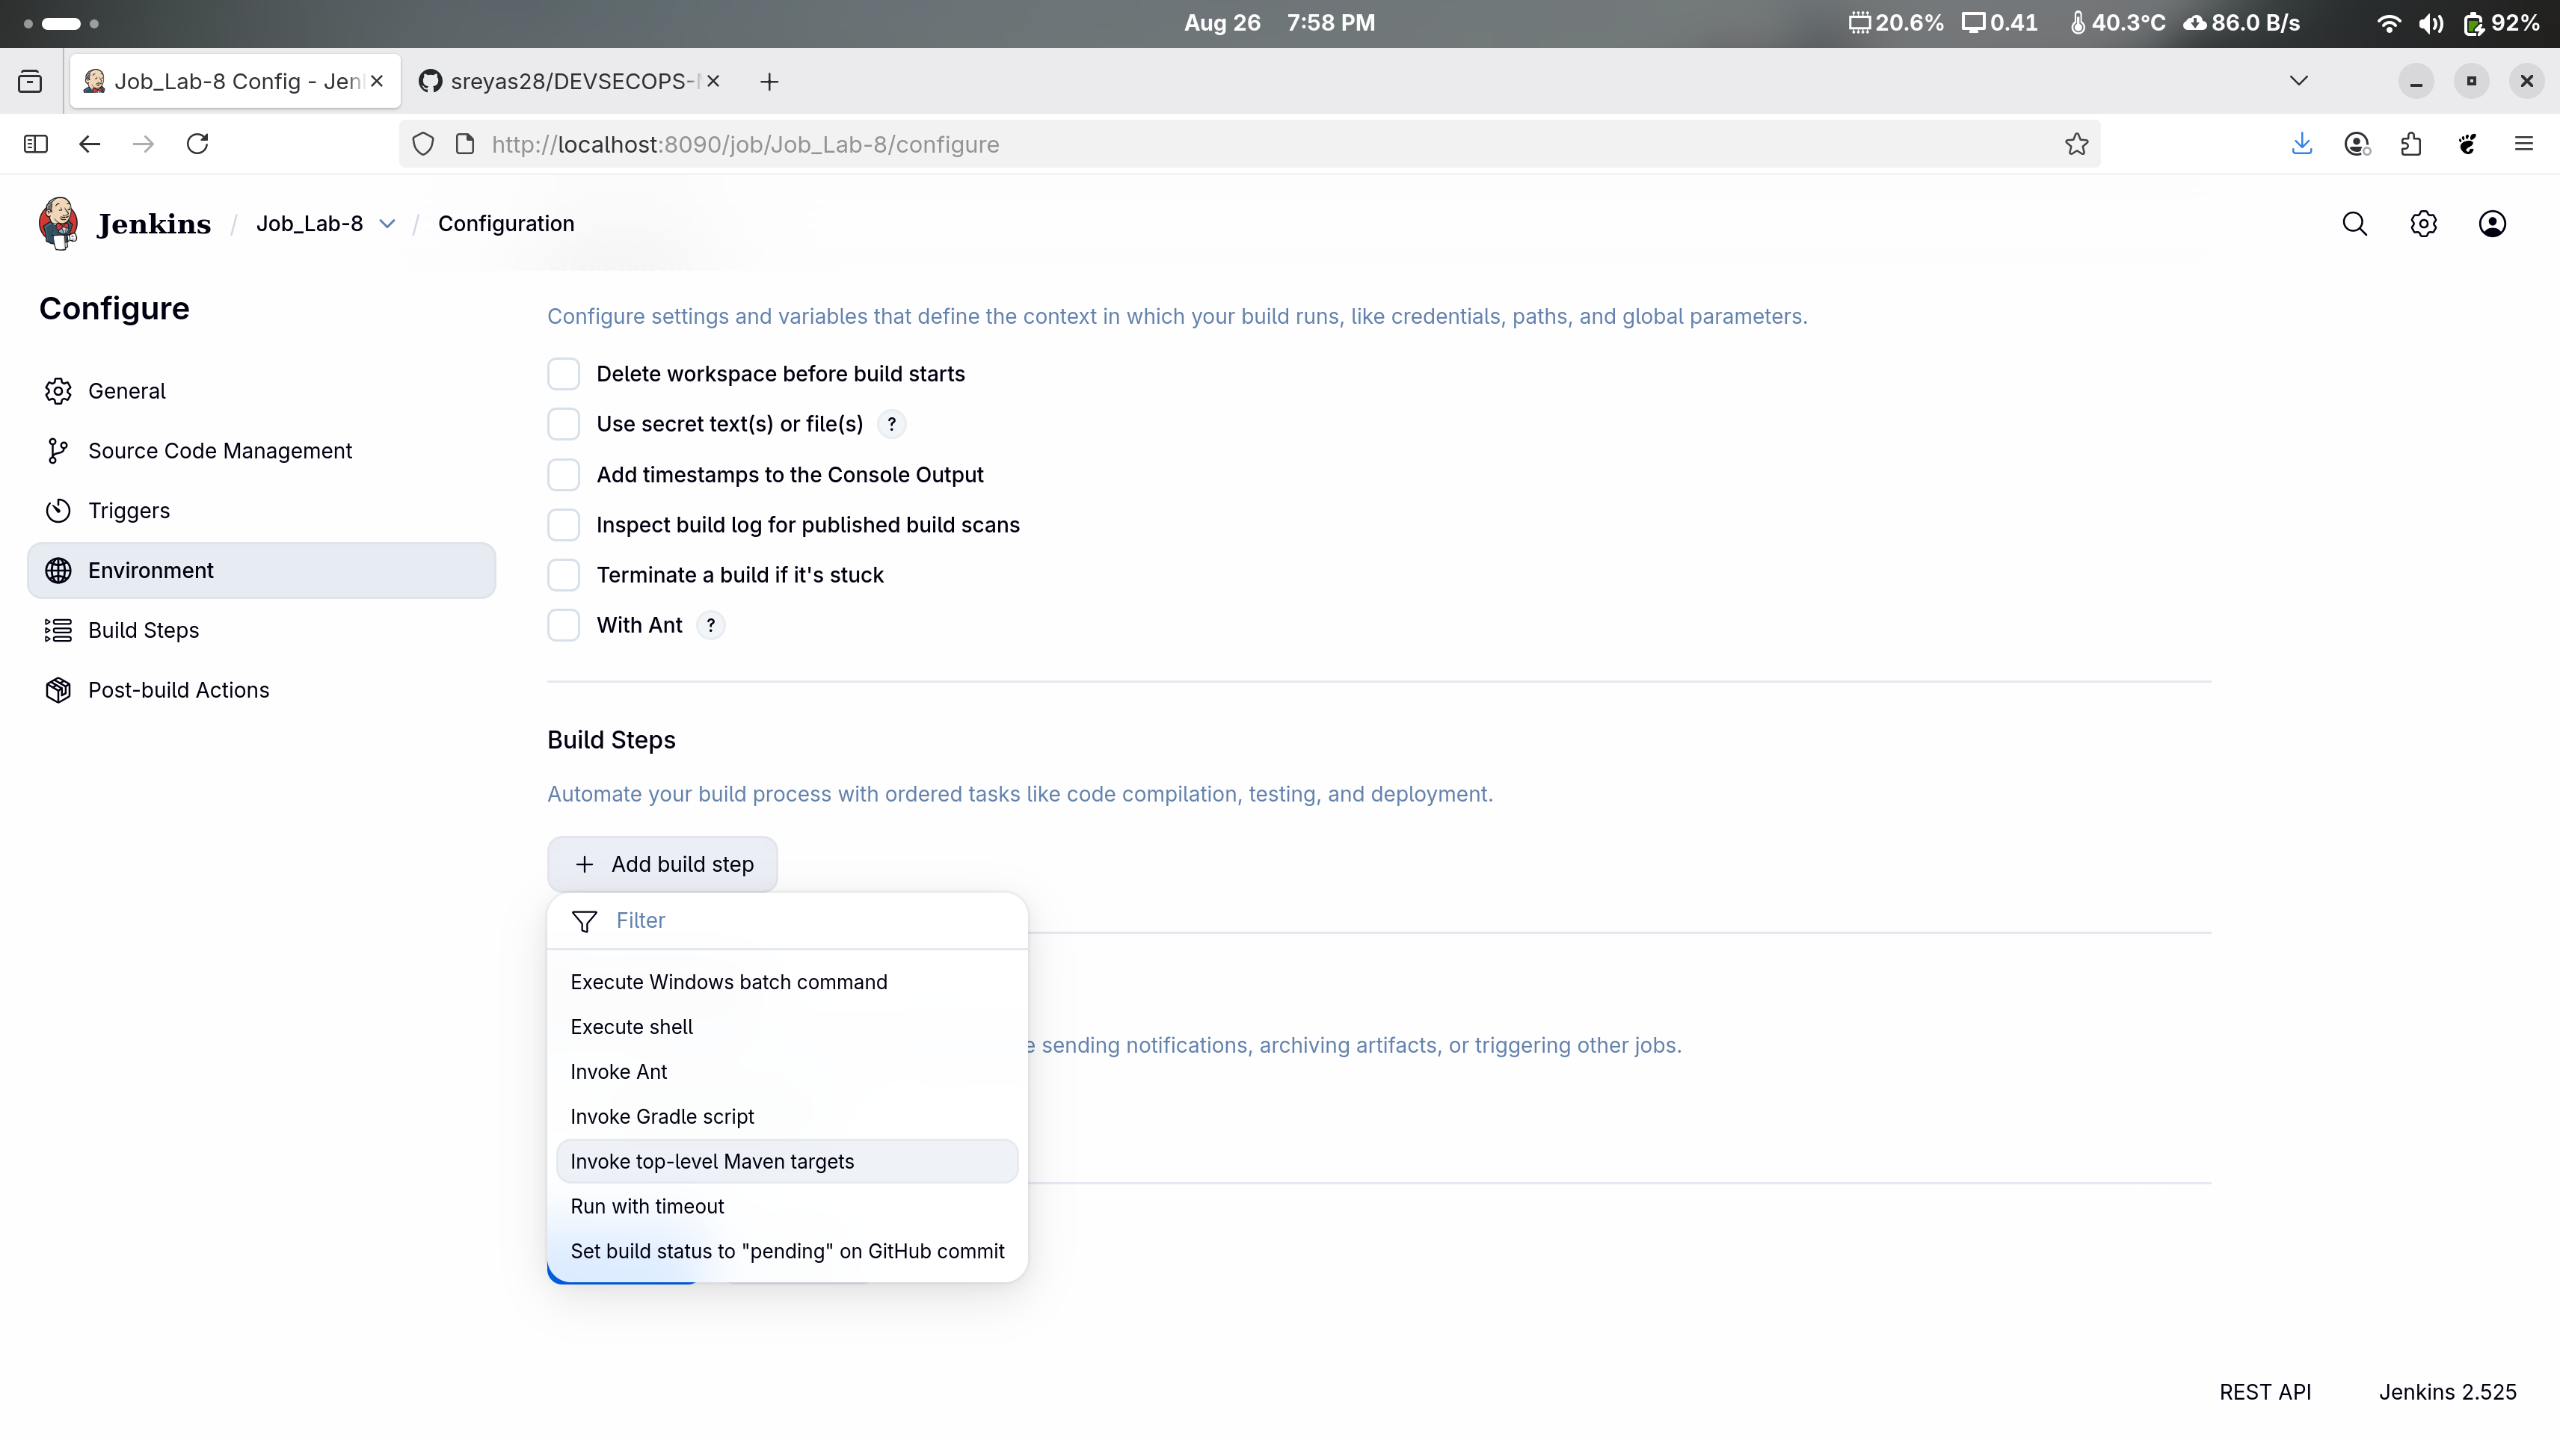 Aug 26 7:58 PM 20.6% 0.41 40.3°C 86.0 B/s 92%
Job_Lab-8 Config - Jen sreyas28/DEVSECOPS-
http://localhost:8090/job/Job_Lab-8/configure
Jenkins / Job_Lab-8 / Configuration
Configure
General
Source Code Management
Triggers
Environment
Build Steps
Post-build Actions
Configure settings and variables that define the context in which your build runs, like credentials, paths, and global parameters.
Delete workspace before build starts
Use secret text(s) or file(s) ?
Add timestamps to the Console Output
Inspect build log for published build scans
Terminate a build if it's stuck
With Ant ?
Build Steps
Automate your build process with ordered tasks like code compilation, testing, and deployment.
+ Add build step
Filter
Execute Windows batch command
Execute shell
Invoke Ant
Invoke Gradle script
Invoke top-level Maven targets
Run with timeout
Set build status to "pending" on GitHub commit
e sending notifications, archiving artifacts, or triggering other jobs.
REST API Jenkins 2.525